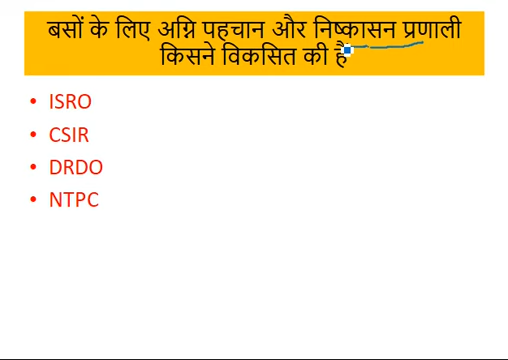 बसों के लिए अग्नि पहचान और निष्कासन प्रणाली
किसने विकसित की है
• ISRO
• CSIR
• DRDO
• NTPC